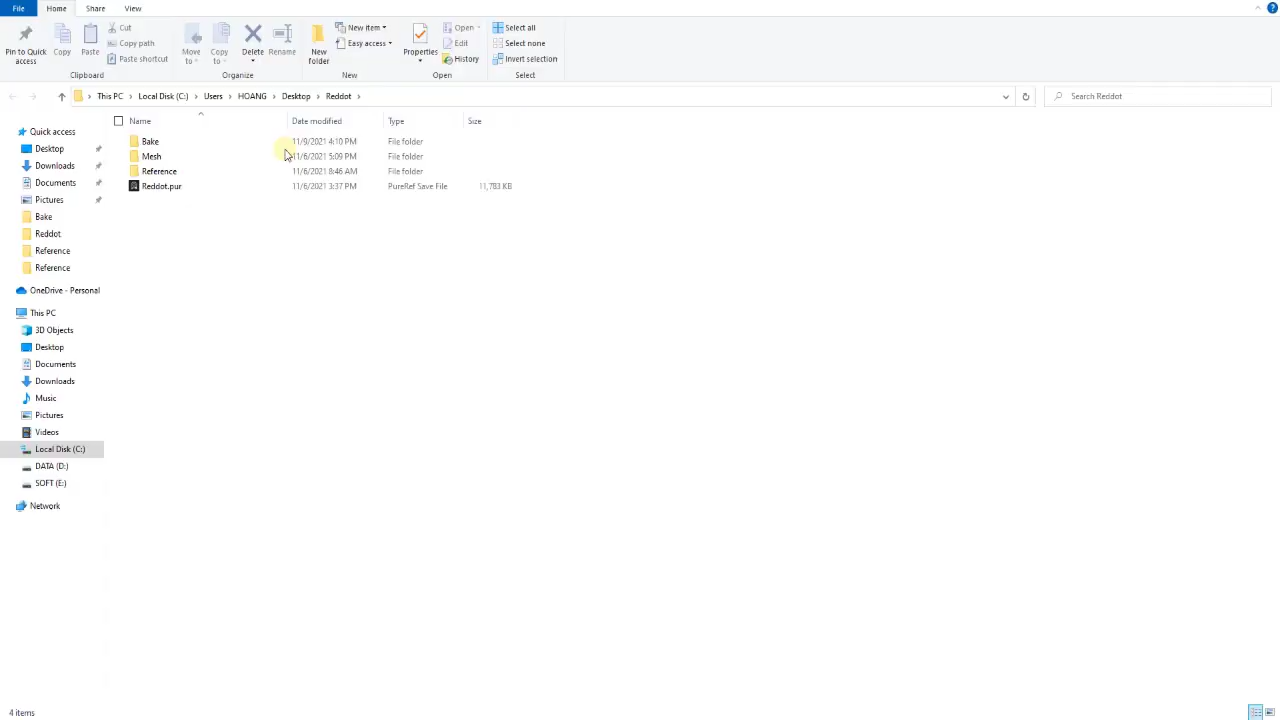 File Home Share View
Pin to Quick access
Copy
Paste
Cut
Copy path
Paste shortcut
Clipboard
Move to
Copy to
Delete
Rename
Organize
New folder
New item
Easy access
New
Properties
Open
Edit
History
Open
Select all
Select none
Invert selection
Select
This PC > Local Disk (C:) > Users > HOANG > Desktop > Reddot >
Search Reddot
Name Date modified Type Size
Bake 11/9/2021 4:10 PM File folder
Mesh 11/6/2021 5:09 PM File folder
Reference 11/6/2021 8:46 AM File folder
Reddot.pur 11/6/2021 3:37 PM PureRef Save File 11,783 KB
Quick access
Desktop
Downloads
Documents
Pictures
Bake
Reddot
Reference
Reference
OneDrive - Personal
This PC
3D Objects
Desktop
Documents
Downloads
Music
Pictures
Videos
Local Disk (C:)
DATA (D:)
SOFT (E:)
Network
4 items